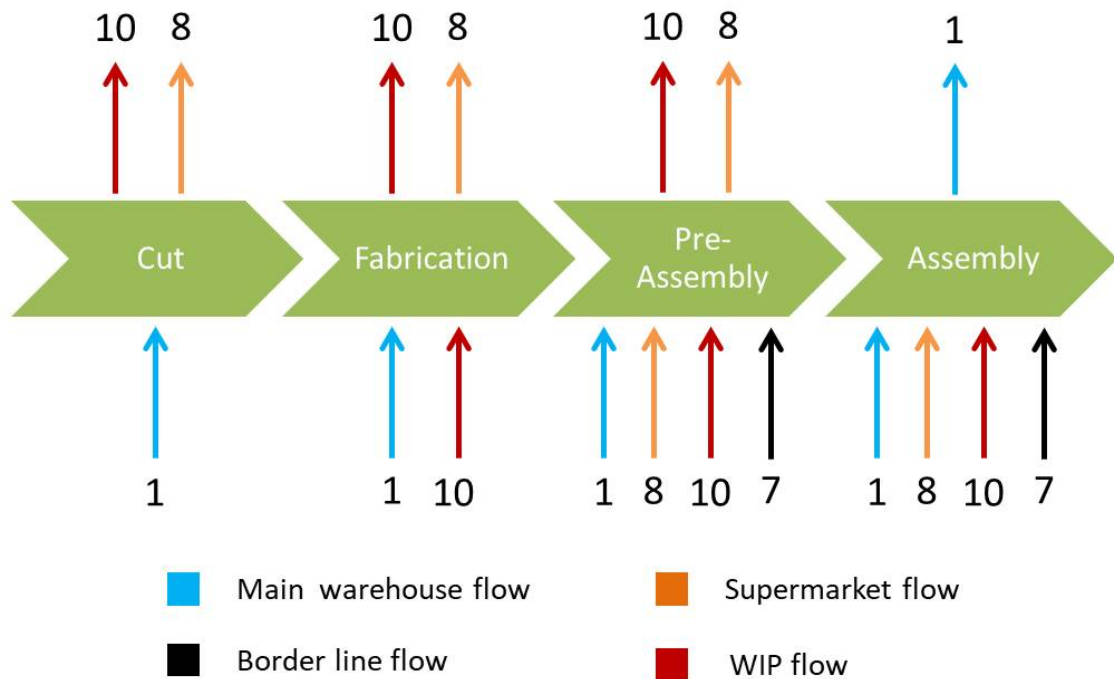 10 8 10 8 10 8 1
Cut Fabrication Pre-
Assembly Assembly
1 1 10 1 8 10 7 1 8 10 7
Main warehouse flow Supermarket flow
Border line flow WIP flow